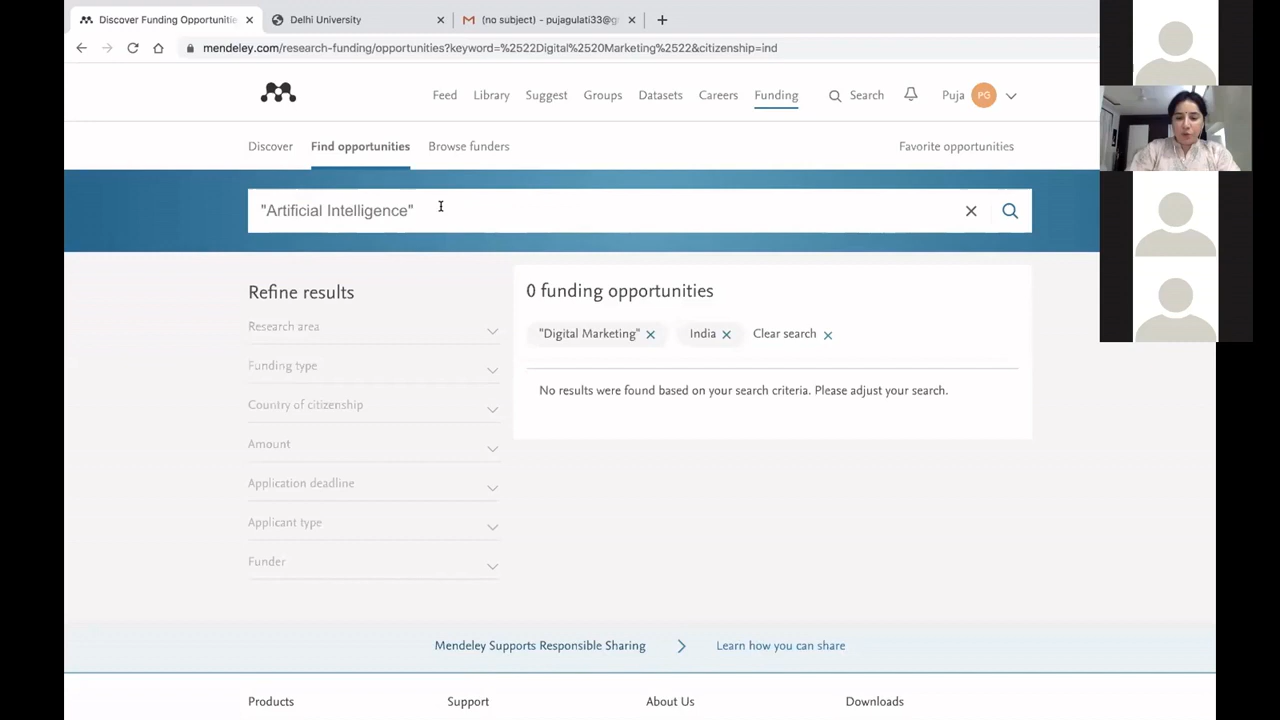 Discover Funding Opportunitie
Delhi University
(no subject) - pujagulati33@g
mendeley.com/research-funding/opportunities?keyword=%2522Digital%2520Marketing%2522&citizenship=ind
Feed Library Suggest Groups Datasets Careers Funding Search Puja PG
Discover Find opportunities Browse funders Favorite opportunities
"Artificial Intelligence"
Refine results
Research area
Funding type
Country of citizenship
Amount
Application deadline
Applicant type
Funder
0 funding opportunities
"Digital Marketing" India Clear search
No results were found based on your search criteria. Please adjust your search.
Mendeley Supports Responsible Sharing Learn how you can share
Products Support About Us Downloads